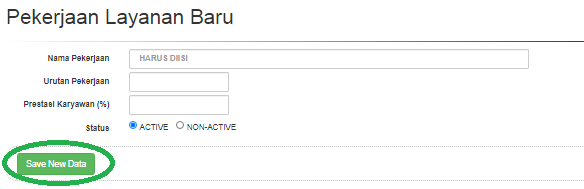 Pekerjaan Layanan Baru
Nama Pekerjaan HARUS DIISI
Urutan Pekerjaan
Prestasi Karyawan (%)
Status ACTIVE NON-ACTIVE
Save New Data